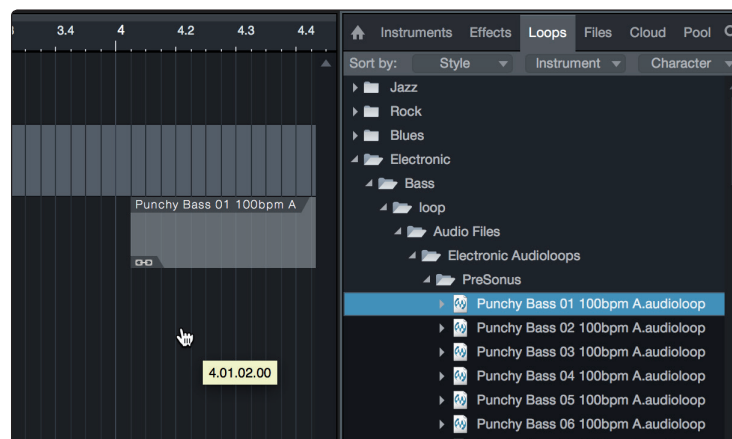 3.4 4 4.2 4.3 4.4
Instruments Effects Loops Files Cloud Pool
Sort by: Style Instrument Character
Jazz
Rock
Blues
Electronic
Bass
loop
Audio Files
Electronic Audioloops
PreSonus
Punchy Bass 01 100bpm A.audioloop
Punchy Bass 02 100bpm A.audioloop
Punchy Bass 03 100bpm A.audioloop
Punchy Bass 04 100bpm A.audioloop
Punchy Bass 05 100bpm A.audioloop
Punchy Bass 06 100bpm A.audioloop
Punchy Bass 01 100bpm A
4.01.02.00